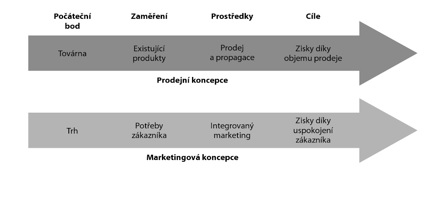 Počáteční bod
Zaměření
Prostředky
Cíle
Továrna
Existující
produkty
Prodej
a propagace
Zisky díky
objemu prodeje
Prodejní koncepce
Trh
Potřeby
zákazníka
Integrovaný
marketing
Zisky díky
uspokojení
zákazníka
Marketingová koncepce